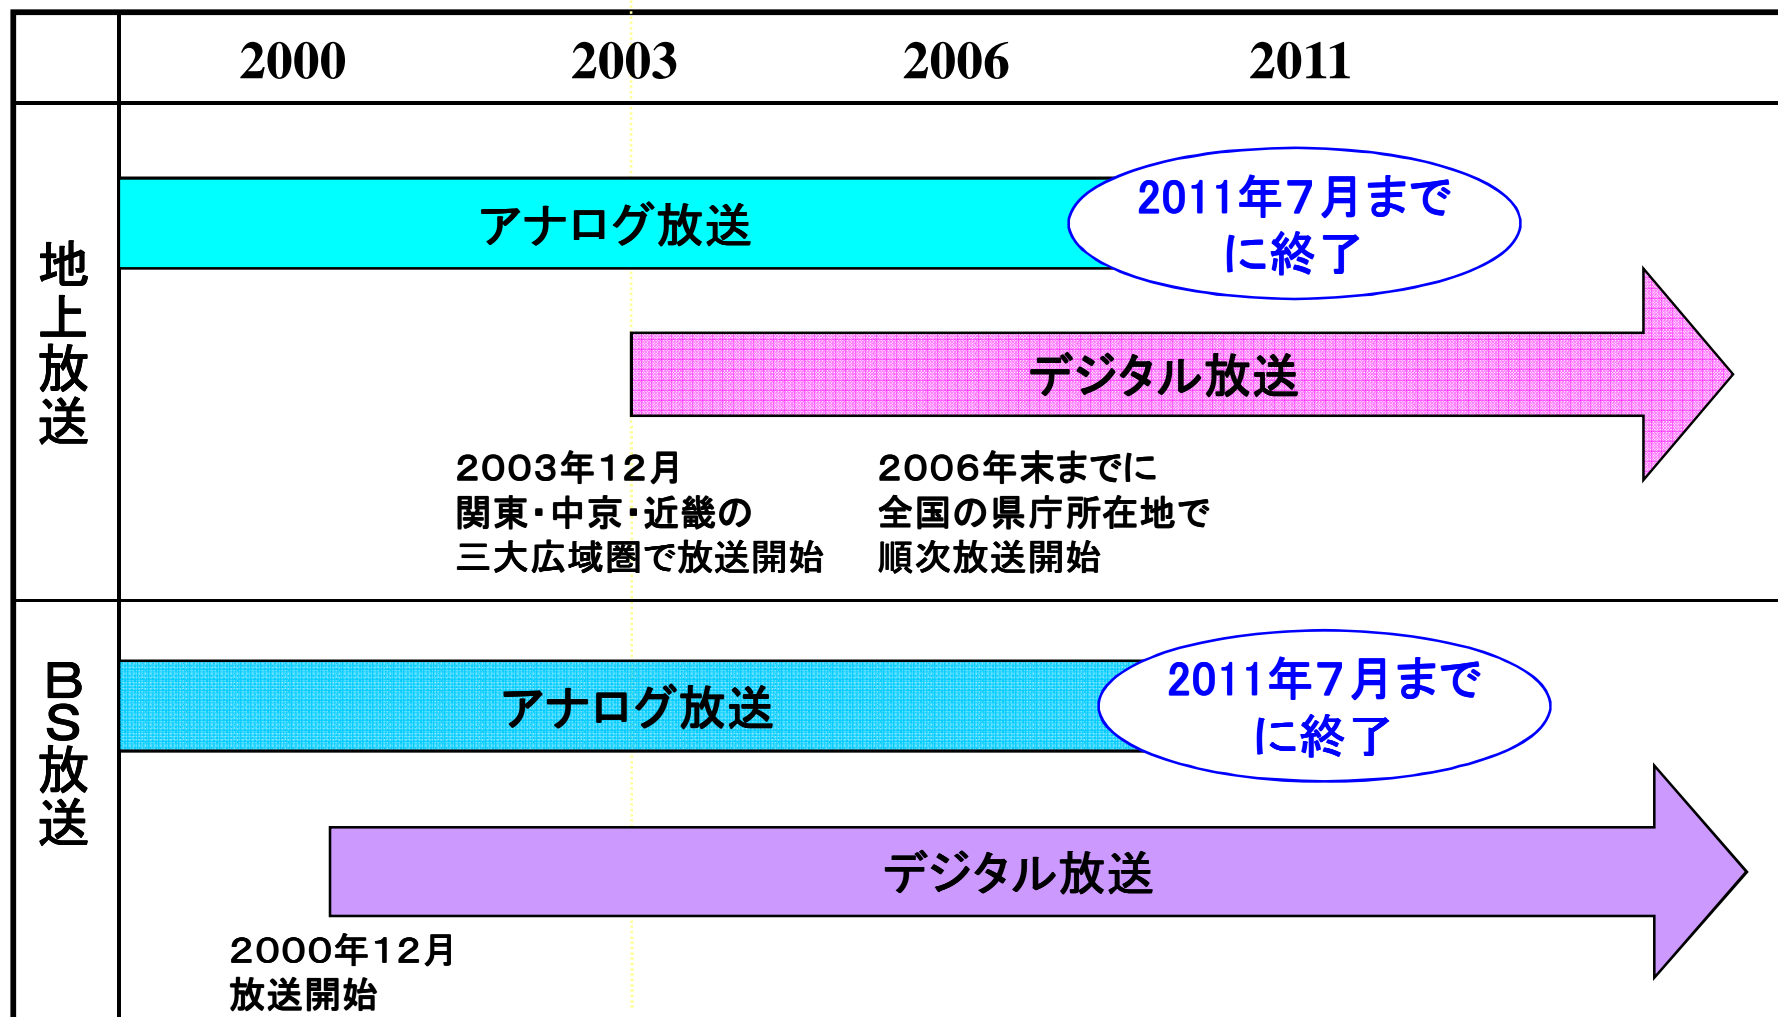 2000 2003 2006 2011
地上放送
アナログ放送
2011年7月まで
に終了
デジタル放送
2003年12月
関東・中京・近畿の
三大広域圏で放送開始
2006年末までに
全国の県庁所在地で
順次放送開始
BS放送
アナログ放送
2011年7月まで
に終了
デジタル放送
2000年12月
放送開始